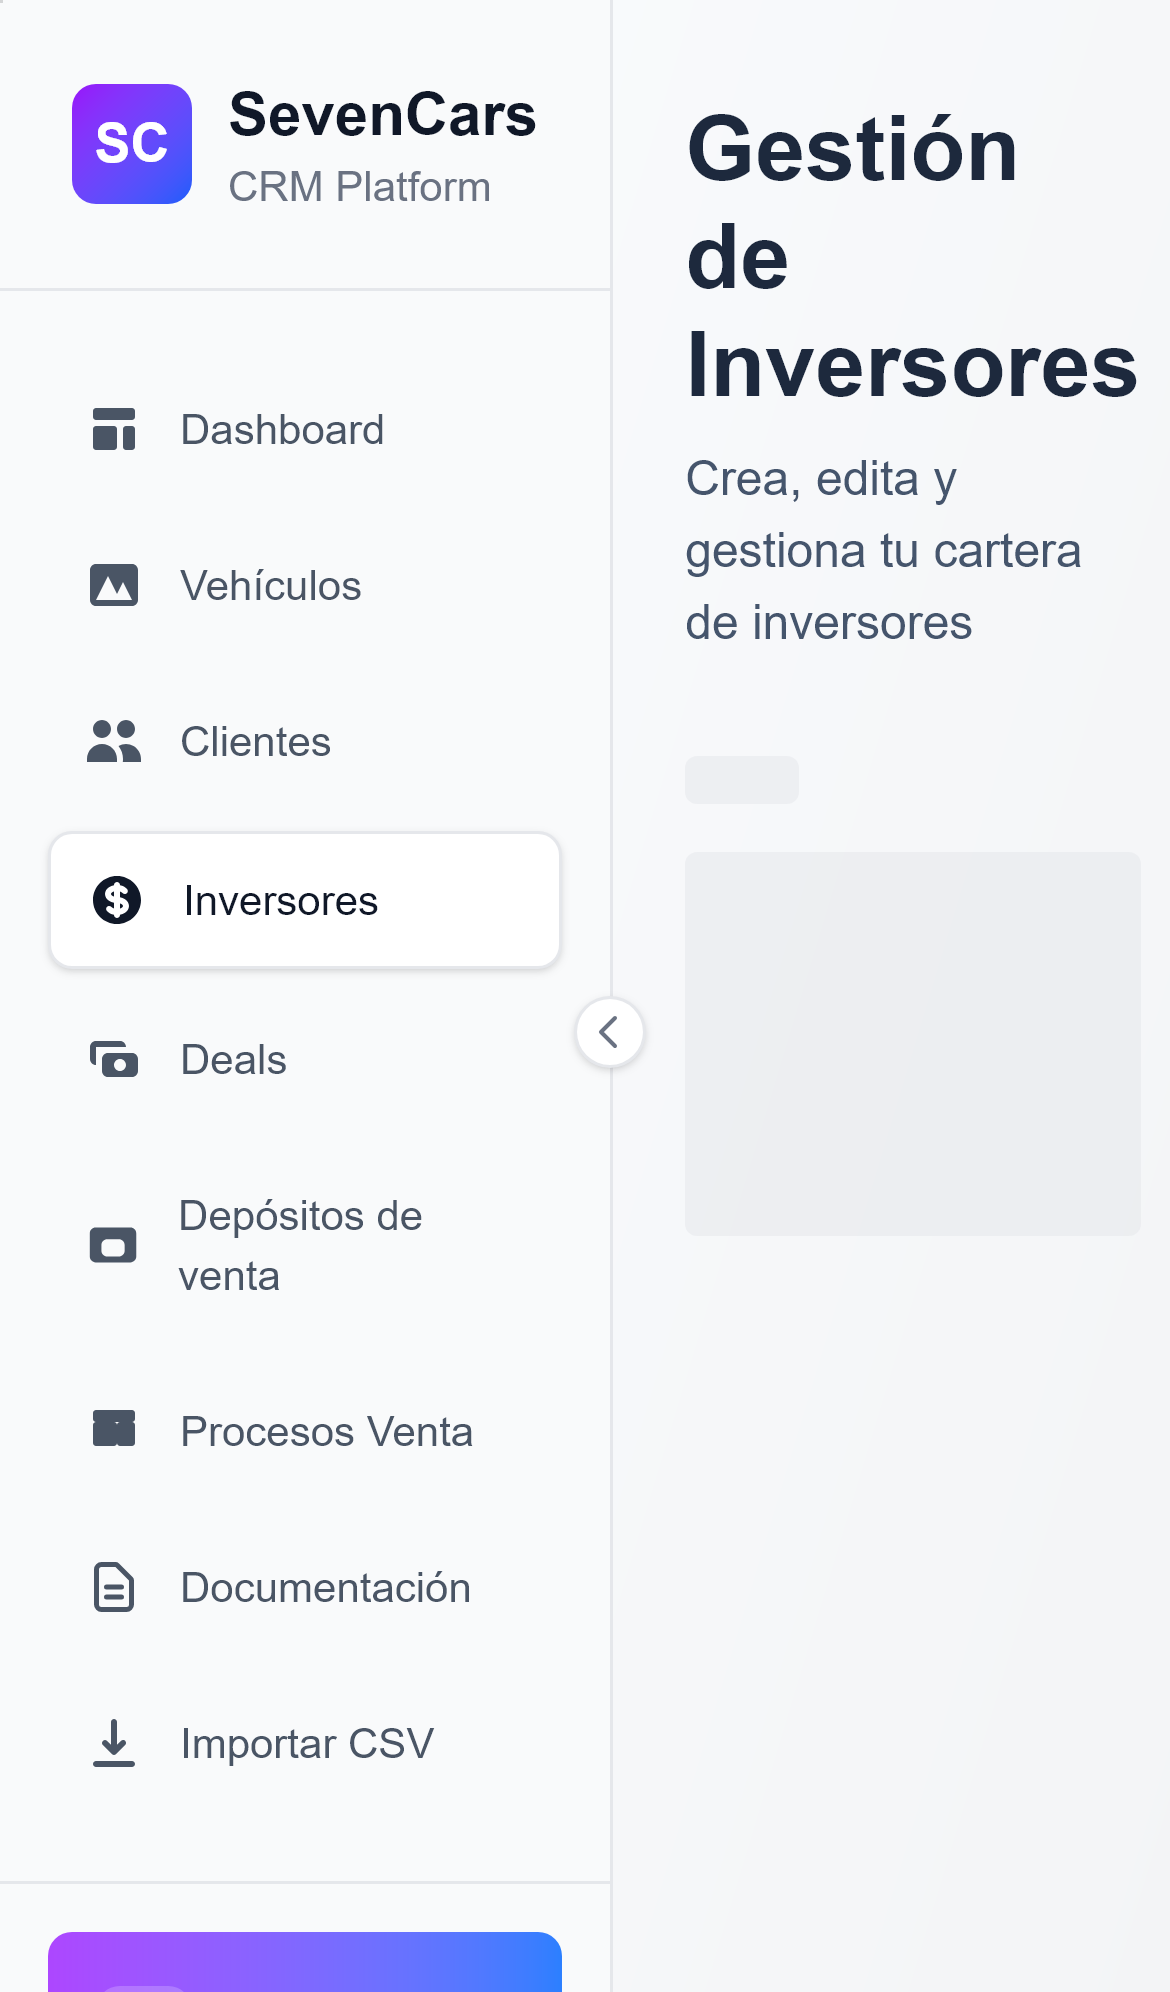 SC
SevenCars
CRM Platform
Dashboard
Vehículos
Clientes
Inversores
Deals
Depósitos de
venta
Procesos Venta
Documentación
Importar CSV
Gestión
de
Inversores
Crea, edita y
gestiona tu cartera
de inversores